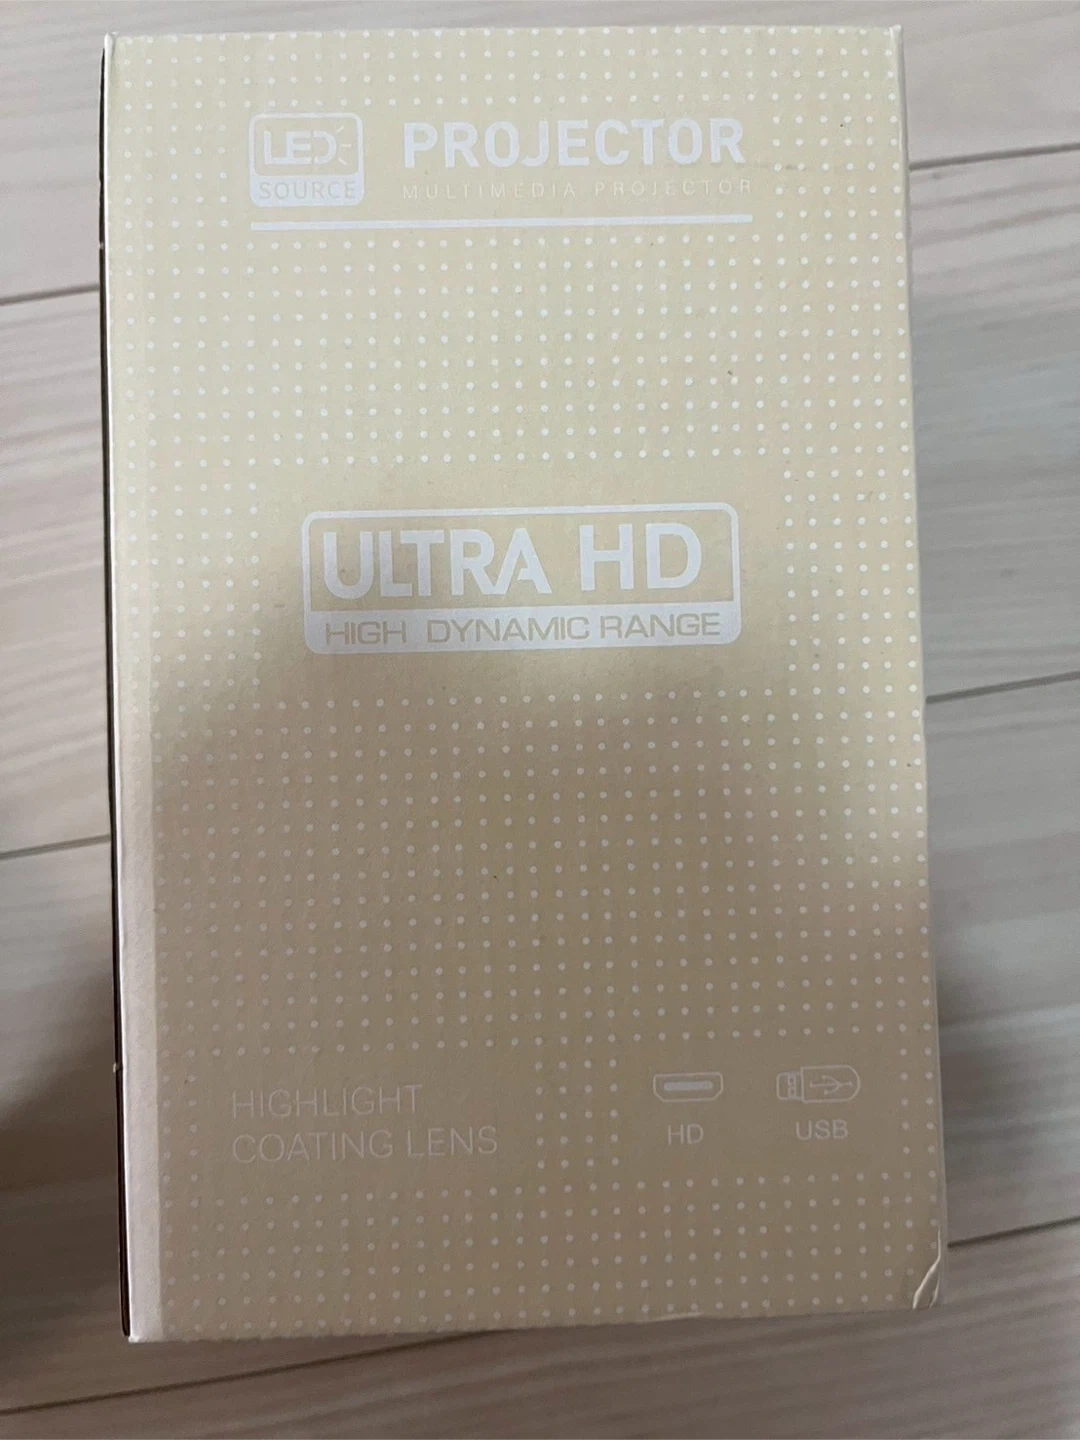 LED
SOURCE
PROJECTOR
MULTIMEDIA PROJECTOR
ULTRA HD
HIGH DYNAMIC RANGE
HIGHLIGHT
COATING LENS
HD
USB